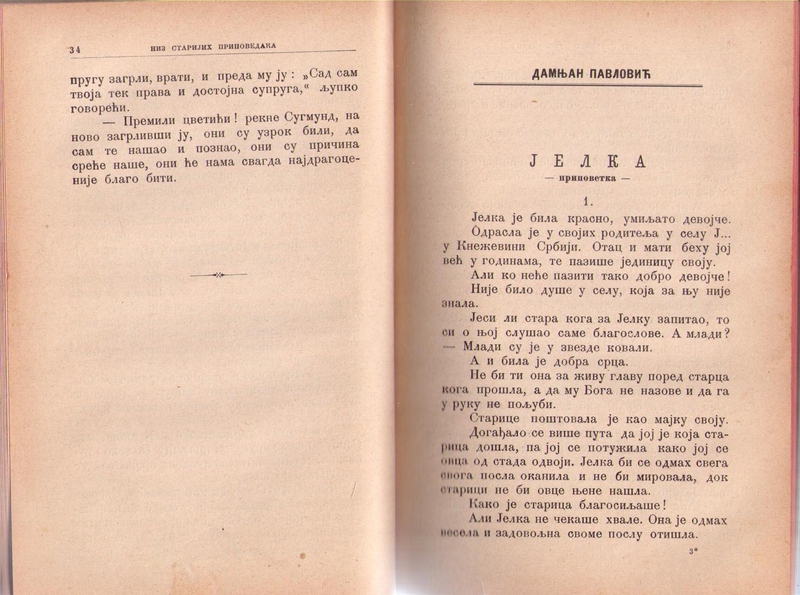 34
НИЗ СТАРИЈИХ ПРИПОВЕДАКА
пругу загрли, врати, и преда му ју : „Сад сам
твоја тек права и достојна супруга,“ љупко
говорећи.
— Премили цветићи! рекне Сугмунд, на
ново загрливши ју, они су узрок били, да
сам те нашао и познао, они су причина
среће наше, они ће нама свагда најдрагоце-
није благо бити.
ДАМЊАН ПАВЛОВИЋ
ЈЕЛКА
— приповетка —
1.
Јелка је била красно, умиљато девојче.
Одрасла је у својих родитеља у селу Ј...
у Кнежевини Србији. Отац и мати беху јој
већ у годинама, те пазише јединицу своју.
Али ко неће пазити тако добро девојче!
Није било душе у селу, која за њу није
знала.
Јеси ли стара кога за Јелку запитао, то
си о њој слушао саме благослове. А млади?
— Млади су је у звезде ковали.
А и била је добра срца.
Не би ти она за живу главу поред старца
кога прошла, а да му Бога не назове и да га
у руку не пољуби.
Старице поштовала је као мајку своју.
Догађало се више пута да јој је која ста-
рица дошла, па јој се потужила како јој се
овца од стада одвоји. Јелка би се одмах свега
свога посла оканила и не би мировала, док
старици не би овце њене нашла.
Како је старица благосиљаше!
Али Јелка не чекаше хвале. Она је одмах
весела и задовољна своме послу отишла.
3*